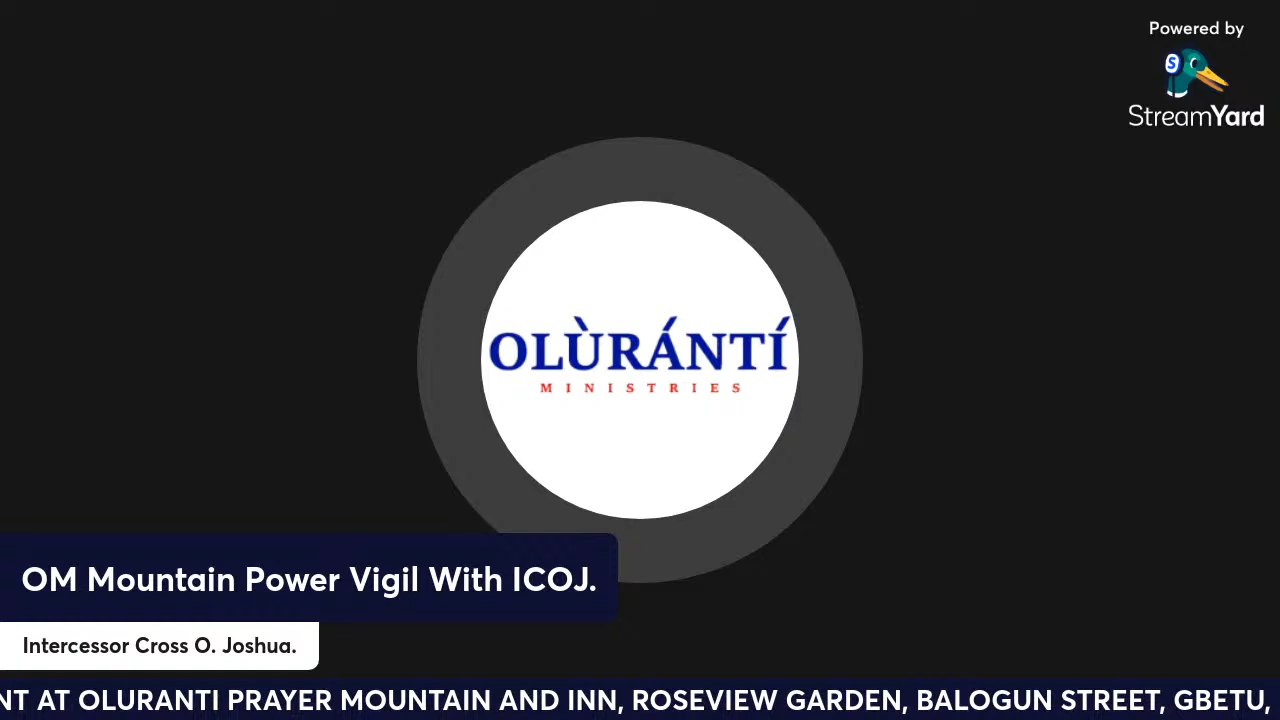 Powered by
StreamYard
OLÙRÁNTÍ
MINISTRIES
OM Mountain Power Vigil With ICOJ.
Intercessor Cross O. Joshua.
NT AT OLURANTI PRAYER MOUNTAIN AND INN, ROSEVIEW GARDEN, BALOGUN STREET, GBETU,